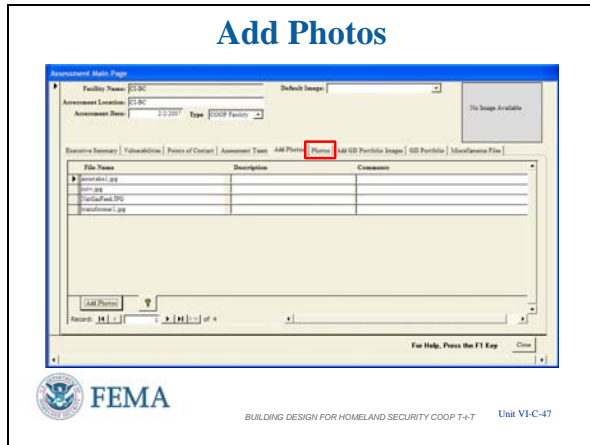 Add Photos
Assessment Main Page
Facility Name: CI-BC Default Image:
Assessment Location: CI-BC
Assessment Date: 2/2/2007 Type COOP Facility
No Image Available
Executive Summary Vulnerabilities Points of Contact Assessment Team Add Photos Photos Add GIS Portfolio Images GIS Portfolio Miscellaneous Files
File Name Description Comments
NatGasFeed.JPG
transformer1.jpg
Add Photos ?
Record: 1 of 4
For Help, Press the F1 Key Close
FEMA
BUILDING DESIGN FOR HOMELAND SECURITY COOP T-t-T Unit VI-C-47